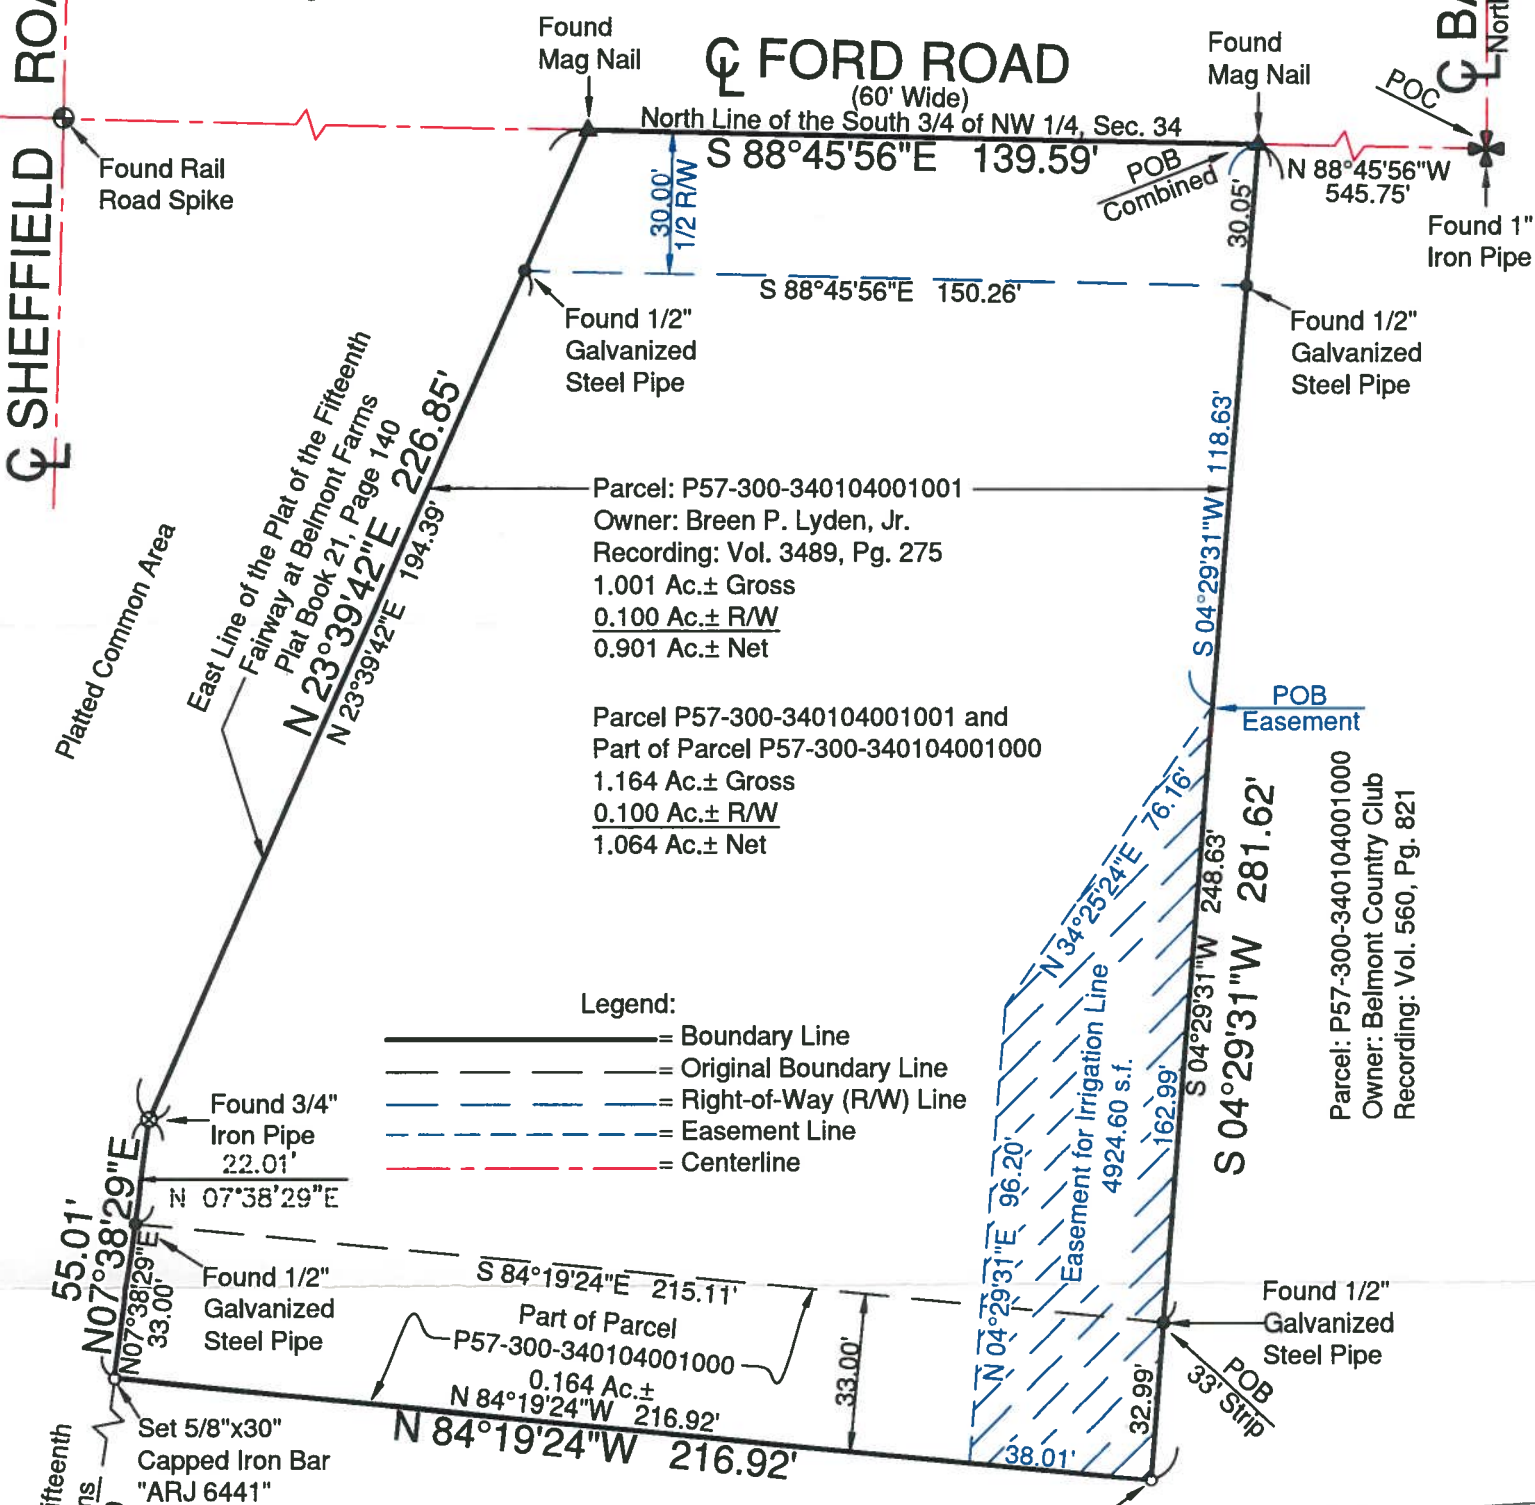 SHEFFIELD ROA
Found
Mag Nail
℄ FORD ROAD
(60' Wide)
North Line of the South 3/4 of NW 1/4, Sec. 34
S 88°45'56"E 139.59'
Found
Mag Nail
POC
℄ BA
North
Found Rail
Road Spike
℄
POB
Combined
N 88°45'56"W
545.75'
Found 1"
Iron Pipe
30.00'
1/2 R/W
30.05'
S 88°45'56"E 150.26'
Found 1/2"
Galvanized
Steel Pipe
Found 1/2"
Galvanized
Steel Pipe
Platted Common Area
East Line of the Plat of the Fifteenth
Fairway at Belmont Farms
Plat Book 21, Page 140
N 23°39'42"E 226.85'
N 23°39'42"E 194.39'
Parcel: P57-300-340104001001
Owner: Breen P. Lyden, Jr.
Recording: Vol. 3489, Pg. 275
1.001 Ac.± Gross
0.100 Ac.± R/W
0.901 Ac.± Net
Parcel P57-300-340104001001 and
Part of Parcel P57-300-340104001000
1.164 Ac.± Gross
0.100 Ac.± R/W
1.064 Ac.± Net
S 04°29'31"W 118.63'
POB
Easement
N 34°25'24"E 76.16'
S 04°29'31"W 248.63'
S 04°29'31"W 281.62'
Parcel: P57-300-340104001000
Owner: Belmont Country Club
Recording: Vol. 560, Pg. 821
Legend:
= Boundary Line
= Original Boundary Line
= Right-of-Way (R/W) Line
= Easement Line
= Centerline
N 04°29'31"E 96.20'
Easement for Irrigation Line
4924.60 s.f.
162.99'
Found 3/4"
Iron Pipe
22.01'
N 07°38'29"E
55.01'
N07°38'29"E
N07°38'29"E
33.00'
Found 1/2"
Galvanized
Steel Pipe
S 84°19'24"E 215.11'
Part of Parcel
P57-300-340104001000
0.164 Ac.±
N 84°19'24"W 216.92'
N 84°19'24"W 216.92'
33.00'
38.01'
32.99'
Found 1/2"
Galvanized
Steel Pipe
POB
33' Strip
Set 5/8"x30"
Capped Iron Bar
"ARJ 6441"
ifteenth
ns